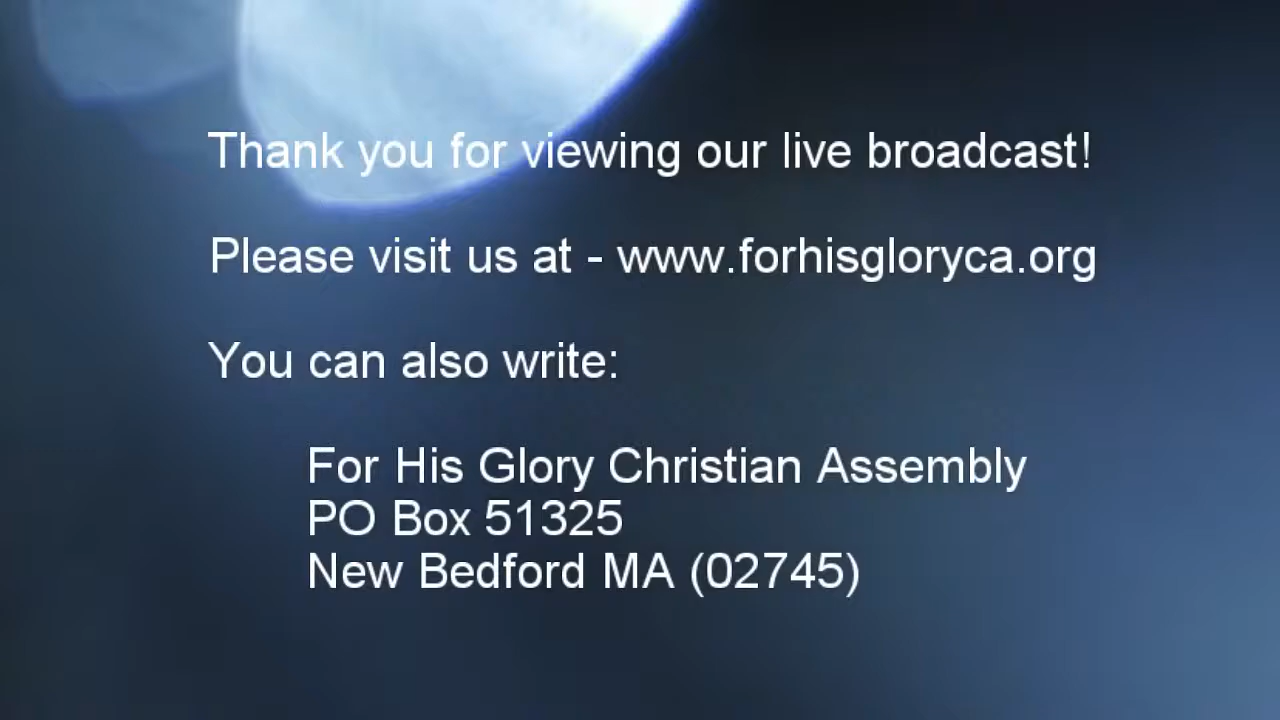 Thank you for viewing our live broadcast!
Please visit us at - www.forhisgloryca.org
You can also write:
For His Glory Christian Assembly
PO Box 51325
New Bedford MA (02745)